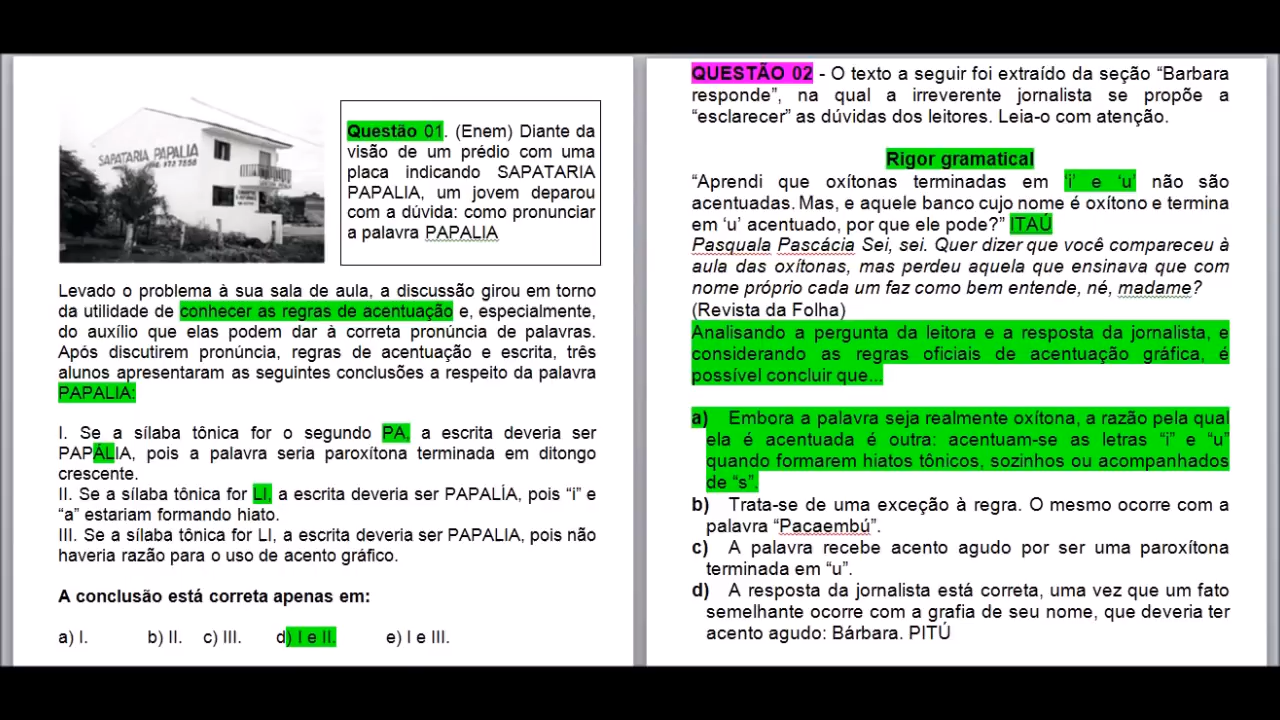 SAPATARIA PAPALIA
Questão 01. (Enem) Diante da
visão de um prédio com uma
placa indicando SAPATARIA
PAPALIA, um jovem deparou
com a dúvida: como pronunciar
a palavra PAPALIA
Levado o problema à sua sala de aula, a discussão girou em torno
da utilidade de conhecer as regras de acentuação e, especialmente,
do auxílio que elas podem dar à correta pronúncia de palavras.
Após discutirem pronúncia, regras de acentuação e escrita, três
alunos apresentaram as seguintes conclusões a respeito da palavra
PAPALIA:
I. Se a sílaba tônica for o segundo PA, a escrita deveria ser
PAPÁLIA, pois a palavra seria paroxítona terminada em ditongo
crescente.
II. Se a sílaba tônica for LI, a escrita deveria ser PAPALÍA, pois “i” e
“a” estariam formando hiato.
III. Se a sílaba tônica for LI, a escrita deveria ser PAPALIA, pois não
haveria razão para o uso de acento gráfico.
A conclusão está correta apenas em:
a) I. b) II. c) III. d) I e II. e) I e III.
QUESTÃO 02 - O texto a seguir foi extraído da seção “Barbara
responde”, na qual a irreverente jornalista se propõe a
“esclarecer” as dúvidas dos leitores. Leia-o com atenção.
Rigor gramatical
“Aprendi que oxítonas terminadas em ‘i’ e ‘u’ não são
acentuadas. Mas, e aquele banco cujo nome é oxítono e termina
em ‘u’ acentuado, por que ele pode?” ITAÚ
Pasquala Pascácia Sei, sei. Quer dizer que você compareceu à
aula das oxítonas, mas perdeu aquela que ensinava que com
nome próprio cada um faz como bem entende, né, madame?
(Revista da Folha)
Analisando a pergunta da leitora e a resposta da jornalista, e
considerando as regras oficiais de acentuação gráfica, é
possível concluir que...
a) Embora a palavra seja realmente oxítona, a razão pela qual
ela é acentuada é outra: acentuam-se as letras “i” e “u”
quando formarem hiatos tônicos, sozinhos ou acompanhados
de “s”.
b) Trata-se de uma exceção à regra. O mesmo ocorre com a
palavra “Pacaembú”.
c) A palavra recebe acento agudo por ser uma paroxítona
terminada em “u”.
d) A resposta da jornalista está correta, uma vez que um fato
semelhante ocorre com a grafia de seu nome, que deveria ter
acento agudo: Bárbara. PITÚ